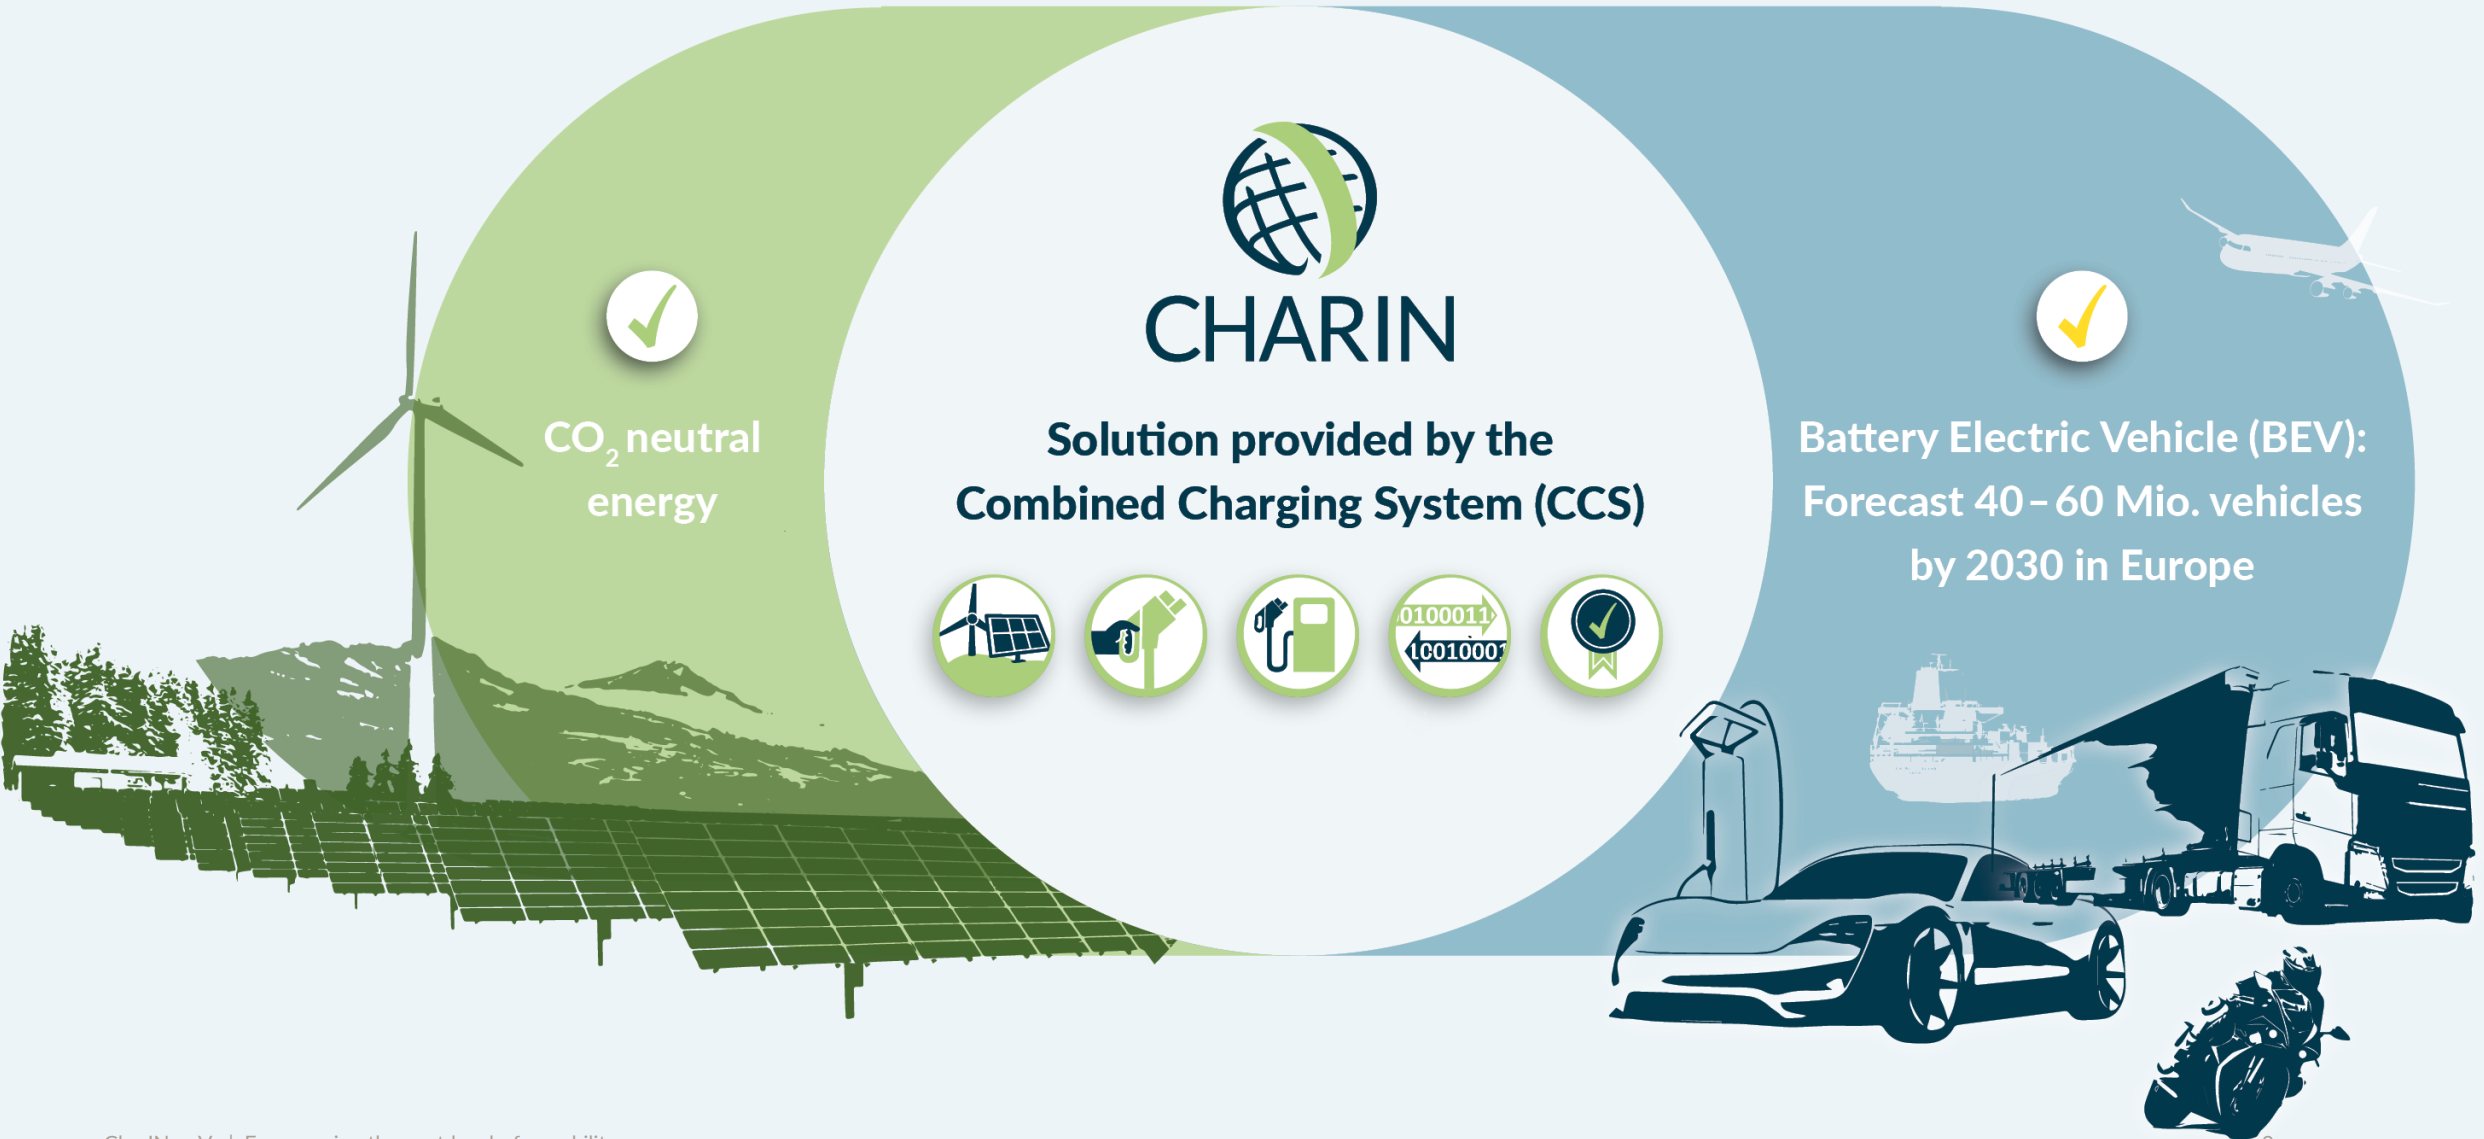 CHARIN
CO2 neutral
energy
Solution provided by the
Combined Charging System (CCS)
Battery Electric Vehicle (BEV):
Forecast 40–60 Mio. vehicles
by 2030 in Europe
0100011
10010001